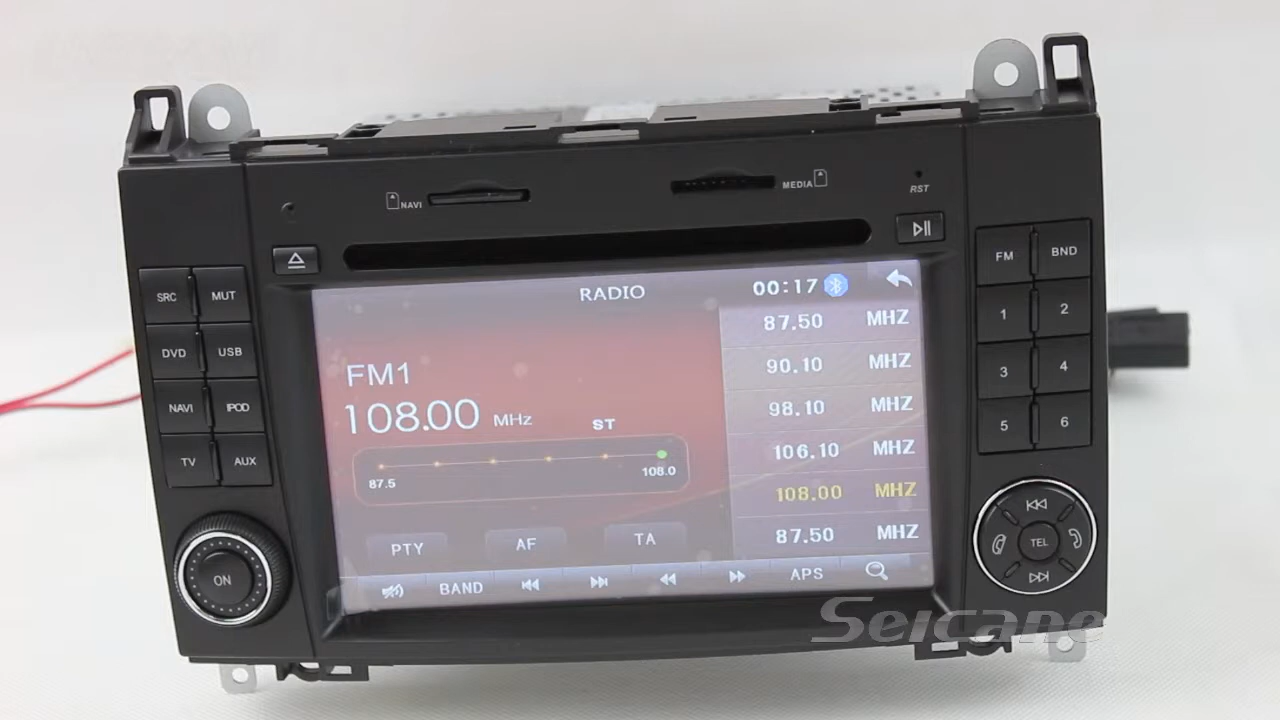 NAVI
MEDIA
RST
SRC MUT
DVD USB
NAVI IPOD
TV AUX
ON
RADIO 00:17
FM1
108.00 MHz ST
87.5 108.0
PTY AF TA
87.50 MHZ
90.10 MHZ
98.10 MHZ
106.10 MHZ
108.00 MHZ
87.50 MHZ
BAND APS
FM BND
1 2
3 4
5 6
TEL
Seicane